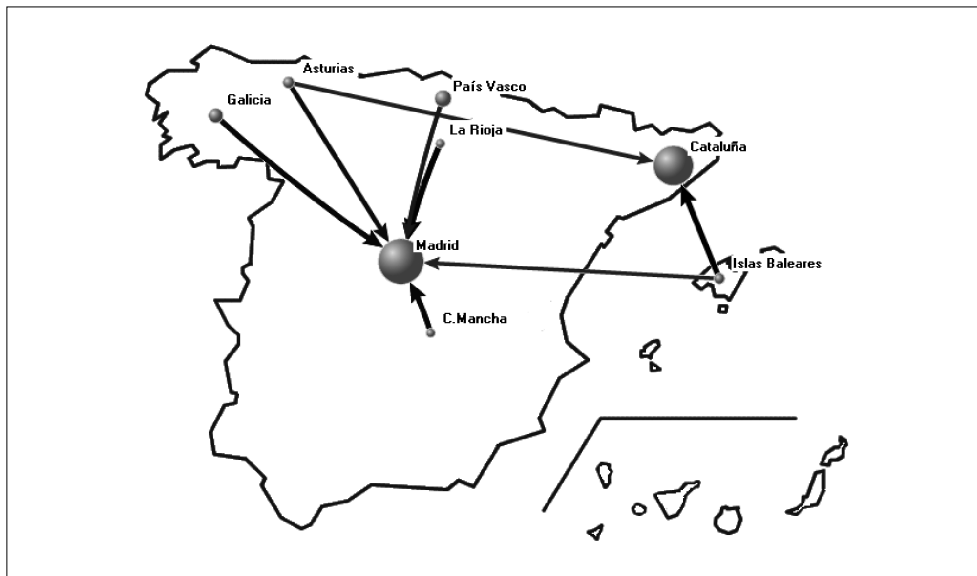 Asturias
País Vasco
Galicia
La Rioja
Cataluña
Madrid
Islas Baleares
C.Mancha